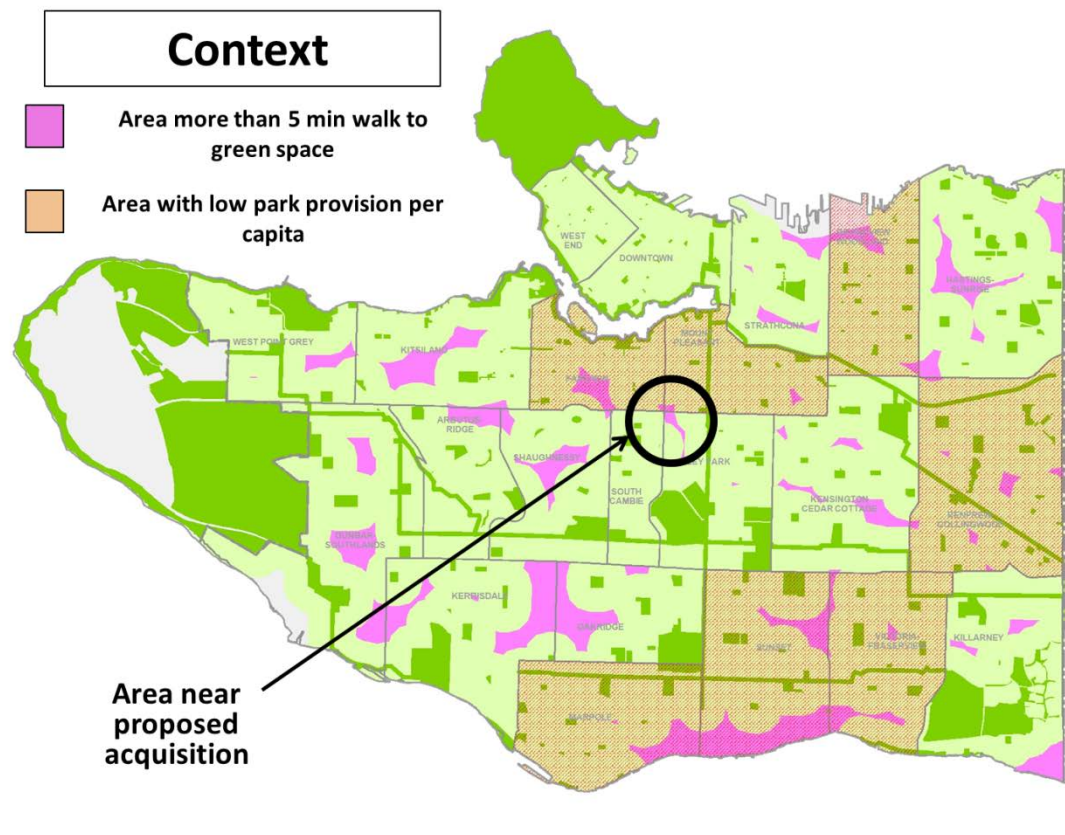 Context
Area more than 5 min walk to
green space
Area with low park provision per
capita
WEST
END
DOWNTOWN
STRATHCONA
HASTINGS-
SUNRISE
WEST POINT GREY
KITSILANO
MOUNT
PLEASANT
ARBUTUS-
RIDGE
SHAUGHNESSY
SOUTH
CAMBIE
LEY PARK
KENSINGTON
CEDAR COTTAGE
RENFREW
COLLINGWOOD
DUNBAR
SOUTHLANDS
KERRISDALE
OAKRIDGE
SUNSET
VICTORIA-
FRASERVIEW
KILLARNEY
MARPOLE
Area near
proposed
acquisition